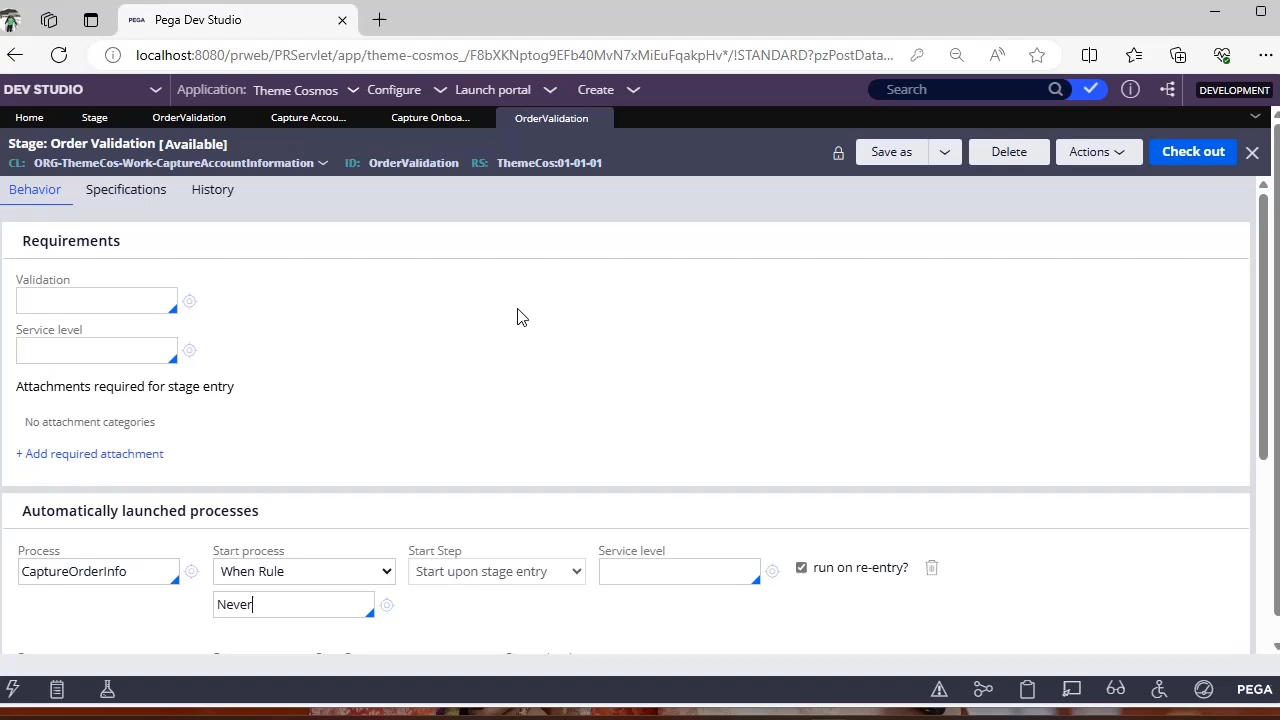 PEGA Pega Dev Studio
localhost:8080/prweb/PRServlet/app/theme-cosmos_/F8bXKNptog9EFb40MvN7xMiEuFqakpHv*/!STANDARD?pzPostData...
DEV STUDIO Application: Theme Cosmos Configure Launch portal Create Search DEVELOPMENT
Home Stage OrderValidation Capture Accou... Capture Onboa... OrderValidation
Stage: Order Validation [Available]
CL: ORG-ThemeCos-Work-CaptureAccountInformation ID: OrderValidation RS: ThemeCos:01-01-01
Save as Delete Actions Check out
Behavior Specifications History
Requirements
Validation
Service level
Attachments required for stage entry
No attachment categories
+ Add required attachment
Automatically launched processes
Process Start process Start Step Service level
CaptureOrderInfo When Rule Start upon stage entry run on re-entry?
Never
PEGA